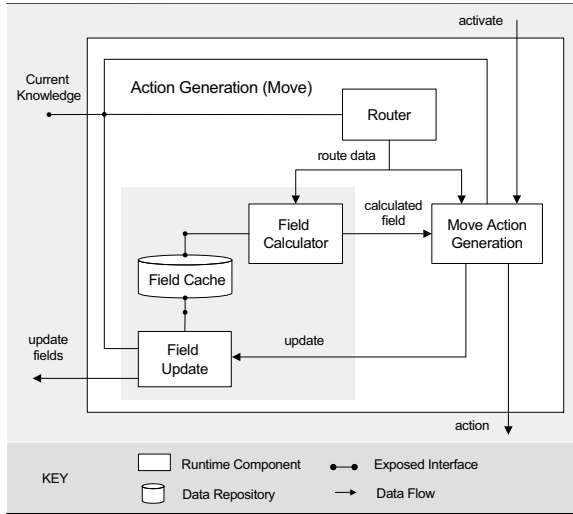 activate
Current
Knowledge
Action Generation (Move)
Router
route data
calculated
field
Field
Calculator
Move Action
Generation
Field Cache
update
fields
Field
Update
update
action
KEY
Runtime Component
Exposed Interface
Data Repository
Data Flow